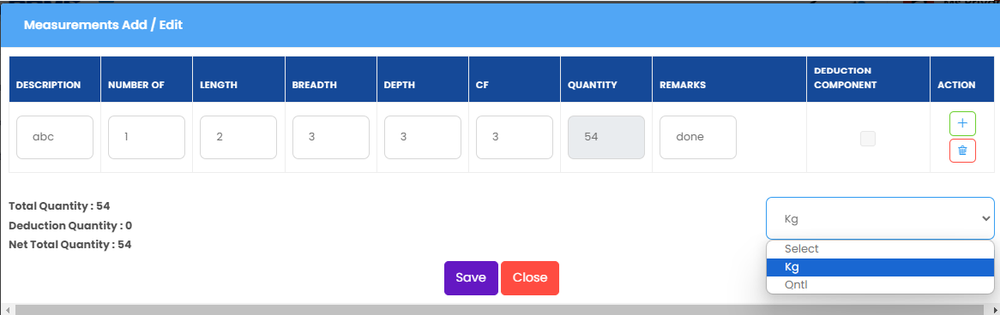 Measurements Add / Edit
DESCRIPTION NUMBER OF LENGTH BREADTH DEPTH CF QUANTITY REMARKS DEDUCTION COMPONENT ACTION
abc 1 2 3 3 3 54 done
Total Quantity : 54
Deduction Quantity : 0
Net Total Quantity : 54
Kg
Select
Kg
Qntl
Save Close